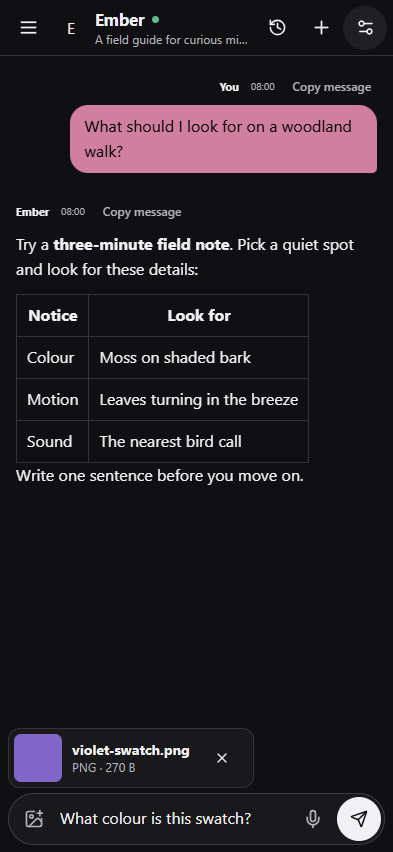 E
Ember
A field guide for curious mi...
You 08:00 Copy message
What should I look for on a woodland
walk?
Ember 08:00 Copy message
Try a three-minute field note. Pick a quiet spot
and look for these details:
Notice Look for
Colour Moss on shaded bark
Motion Leaves turning in the breeze
Sound The nearest bird call
Write one sentence before you move on.
violet-swatch.png
PNG · 270 B
What colour is this swatch?